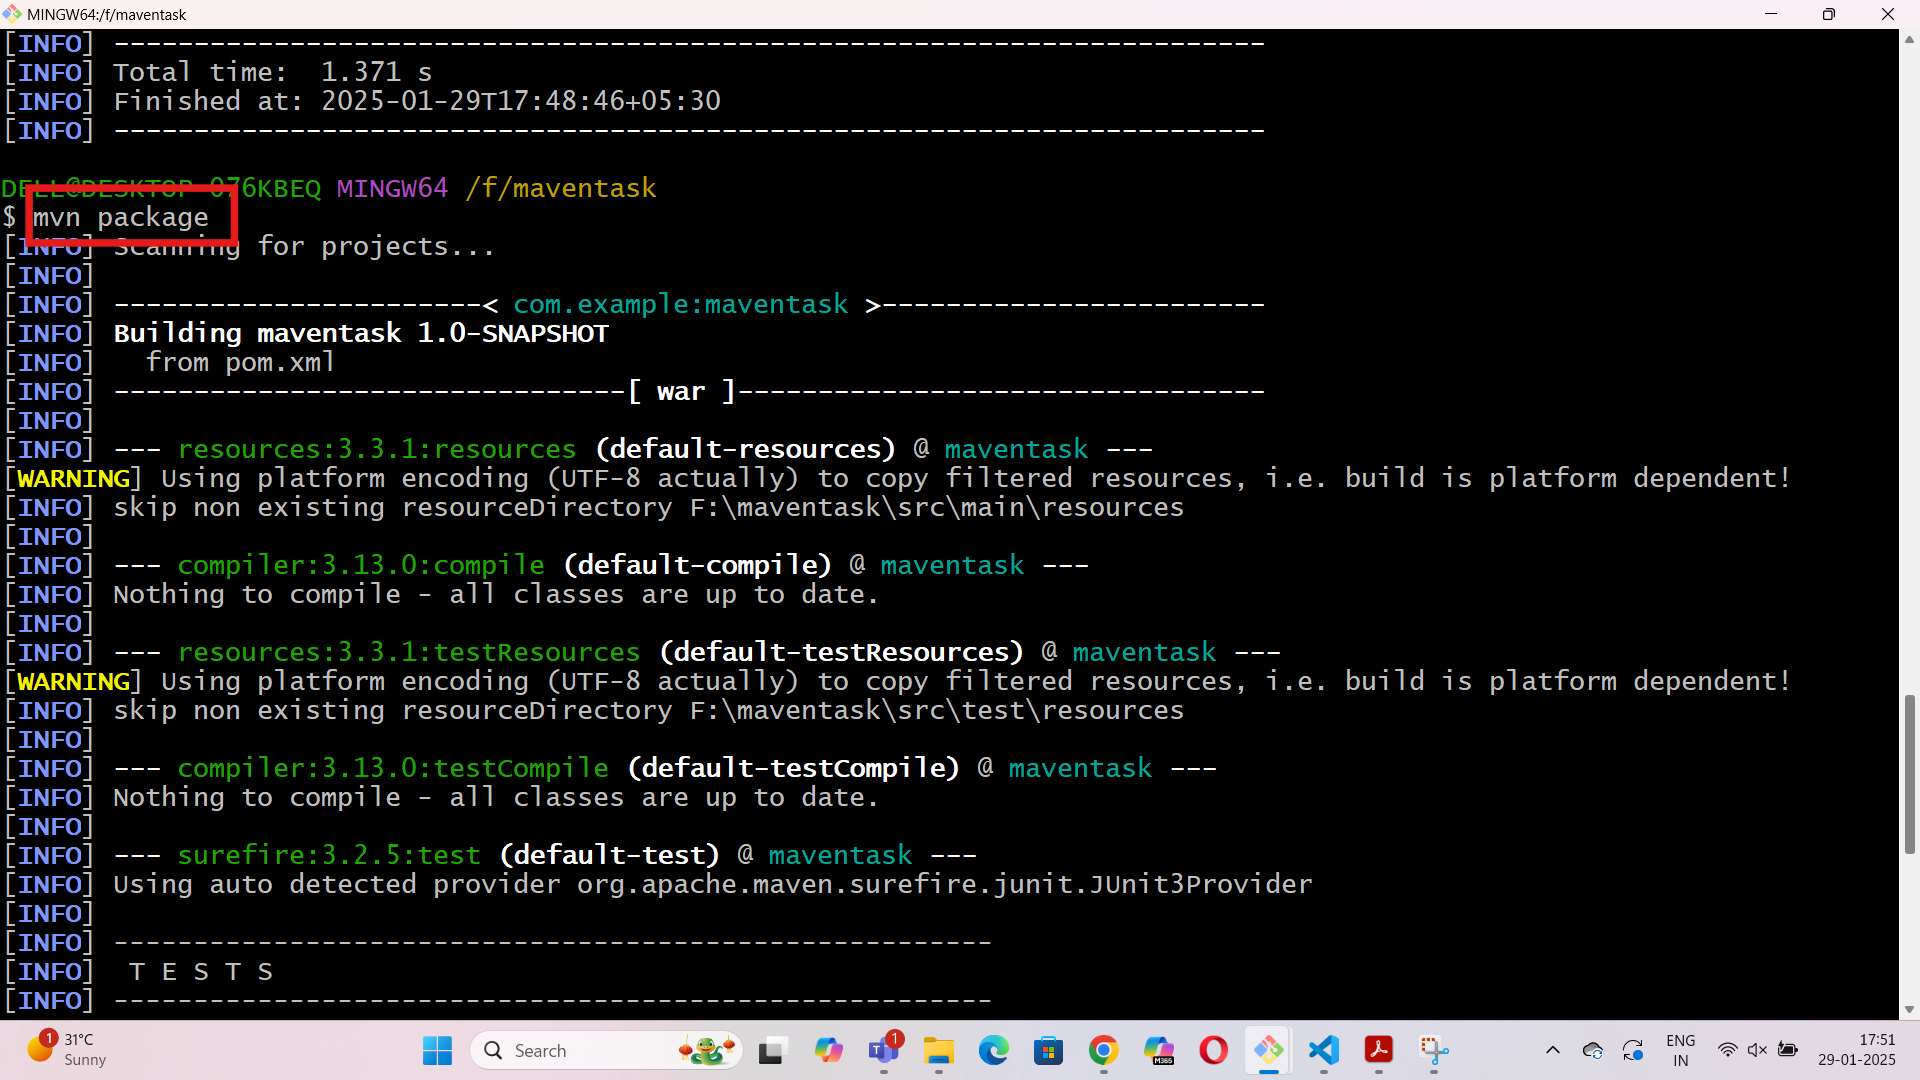 MINGW64:/f/maventask
[INFO] ------------------------------------------------------------------------
[INFO] Total time:  1.371 s
[INFO] Finished at: 2025-01-29T17:48:46+05:30
[INFO] ------------------------------------------------------------------------
DELL@DESKTOP-076KBEQ MINGW64 /f/maventask
$ mvn package
[INFO] Scanning for projects...
[INFO]
[INFO] -----------------------< com.example:maventask >------------------------
[INFO] Building maventask 1.0-SNAPSHOT
[INFO]   from pom.xml
[INFO] --------------------------------[ war ]---------------------------------
[INFO]
[INFO] --- resources:3.3.1:resources (default-resources) @ maventask ---
[WARNING] Using platform encoding (UTF-8 actually) to copy filtered resources, i.e. build is platform dependent!
[INFO] skip non existing resourceDirectory F:\maventask\src\main\resources
[INFO]
[INFO] --- compiler:3.13.0:compile (default-compile) @ maventask ---
[INFO] Nothing to compile - all classes are up to date.
[INFO]
[INFO] --- resources:3.3.1:testResources (default-testResources) @ maventask ---
[WARNING] Using platform encoding (UTF-8 actually) to copy filtered resources, i.e. build is platform dependent!
[INFO] skip non existing resourceDirectory F:\maventask\src\test\resources
[INFO]
[INFO] --- compiler:3.13.0:testCompile (default-testCompile) @ maventask ---
[INFO] Nothing to compile - all classes are up to date.
[INFO]
[INFO] --- surefire:3.2.5:test (default-test) @ maventask ---
[INFO] Using auto detected provider org.apache.maven.surefire.junit.JUnit3Provider
[INFO]
[INFO] -------------------------------------------------------
[INFO]  T E S T S
[INFO] -------------------------------------------------------
1
31°C
Sunny
Search
1
M365
ENG
IN
17:51
29-01-2025